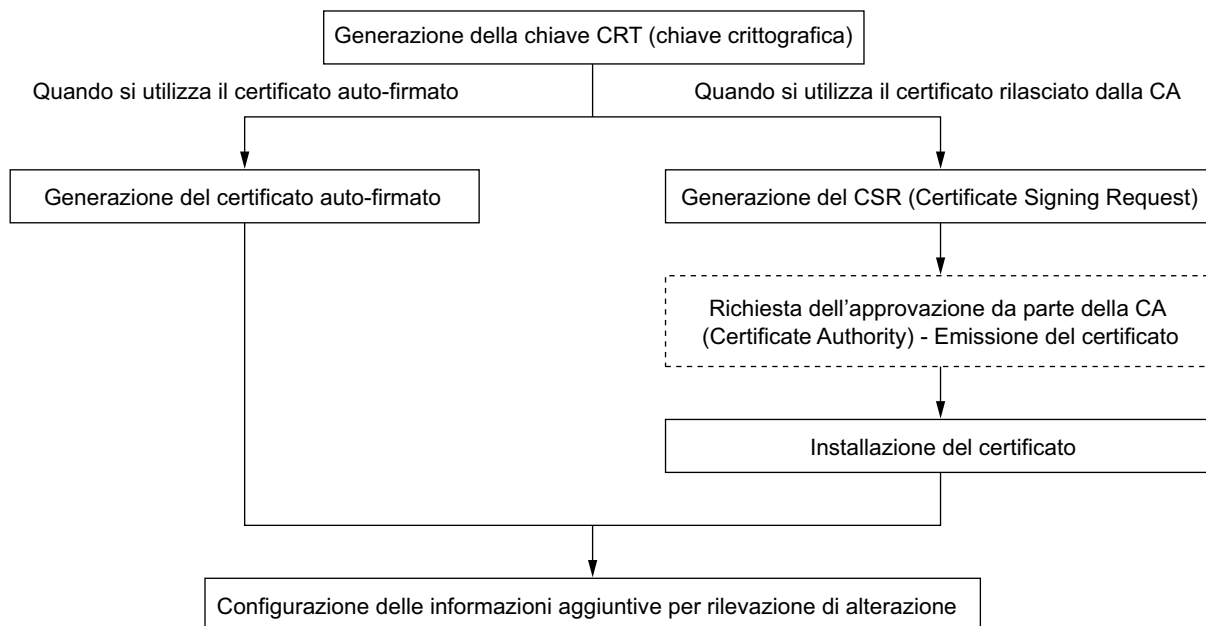 Generazione della chiave CRT (chiave crittografica)
Quando si utilizza il certificato auto-firmato
Quando si utilizza il certificato rilasciato dalla CA
Generazione del certificato auto-firmato
Generazione del CSR (Certificate Signing Request)
Richiesta dell’approvazione da parte della CA
(Certificate Authority) - Emissione del certificato
Installazione del certificato
Configurazione delle informazioni aggiuntive per rilevazione di alterazione